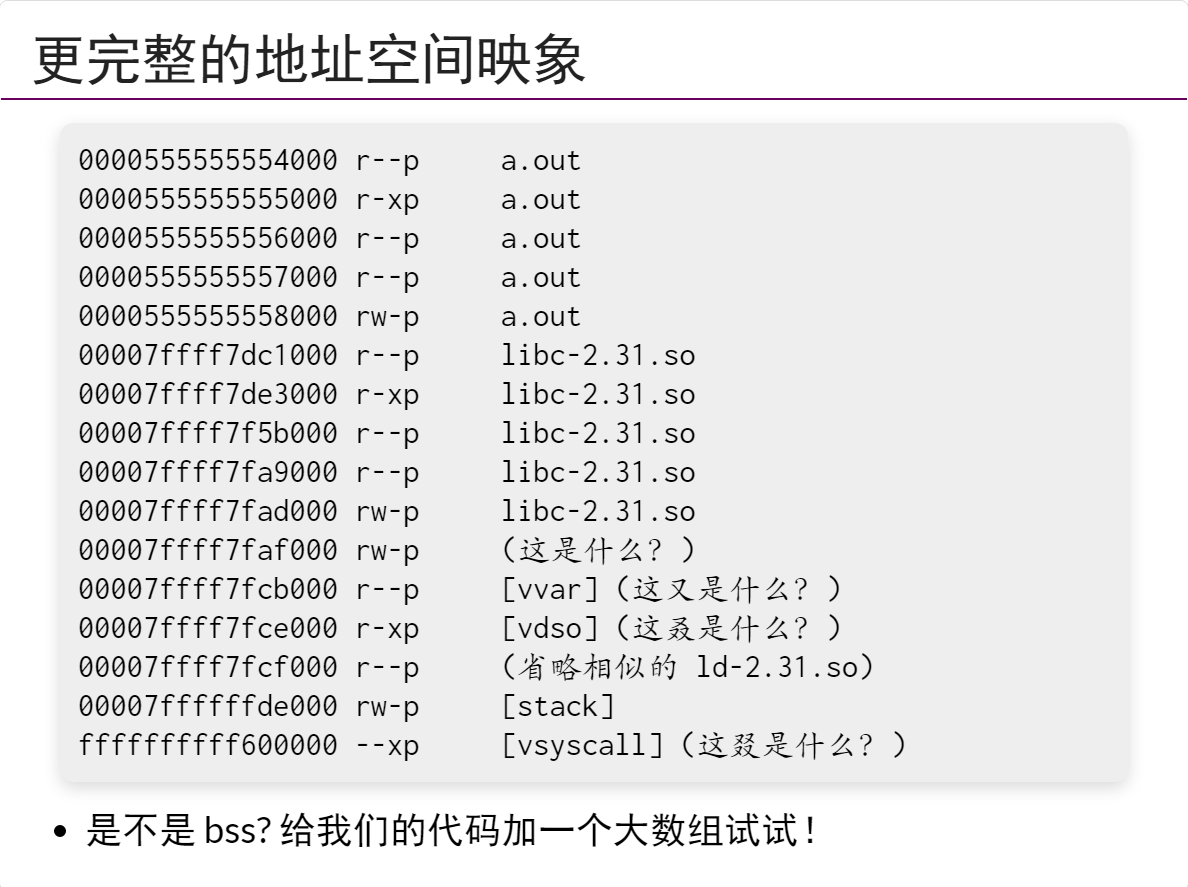 更完整的地址空间映象
0000555555554000 r--p     a.out
0000555555555000 r-xp     a.out
0000555555556000 r--p     a.out
0000555555557000 r--p     a.out
0000555555558000 rw-p     a.out
00007ffff7dc1000 r--p     libc-2.31.so
00007ffff7de3000 r-xp     libc-2.31.so
00007ffff7f5b000 r--p     libc-2.31.so
00007ffff7fa9000 r--p     libc-2.31.so
00007ffff7fad000 rw-p     libc-2.31.so
00007ffff7faf000 rw-p     (这是什么？)
00007ffff7fcb000 r--p     [vvar] (这又是什么？)
00007ffff7fce000 r-xp     [vdso] (这叒是什么？)
00007ffff7fcf000 r--p     (省略相似的 ld-2.31.so)
00007ffffffde000 rw-p     [stack]
ffffffffff600000 --xp     [vsyscall] (这叕是什么？)
• 是不是 bss? 给我们的代码加一个大数组试试！